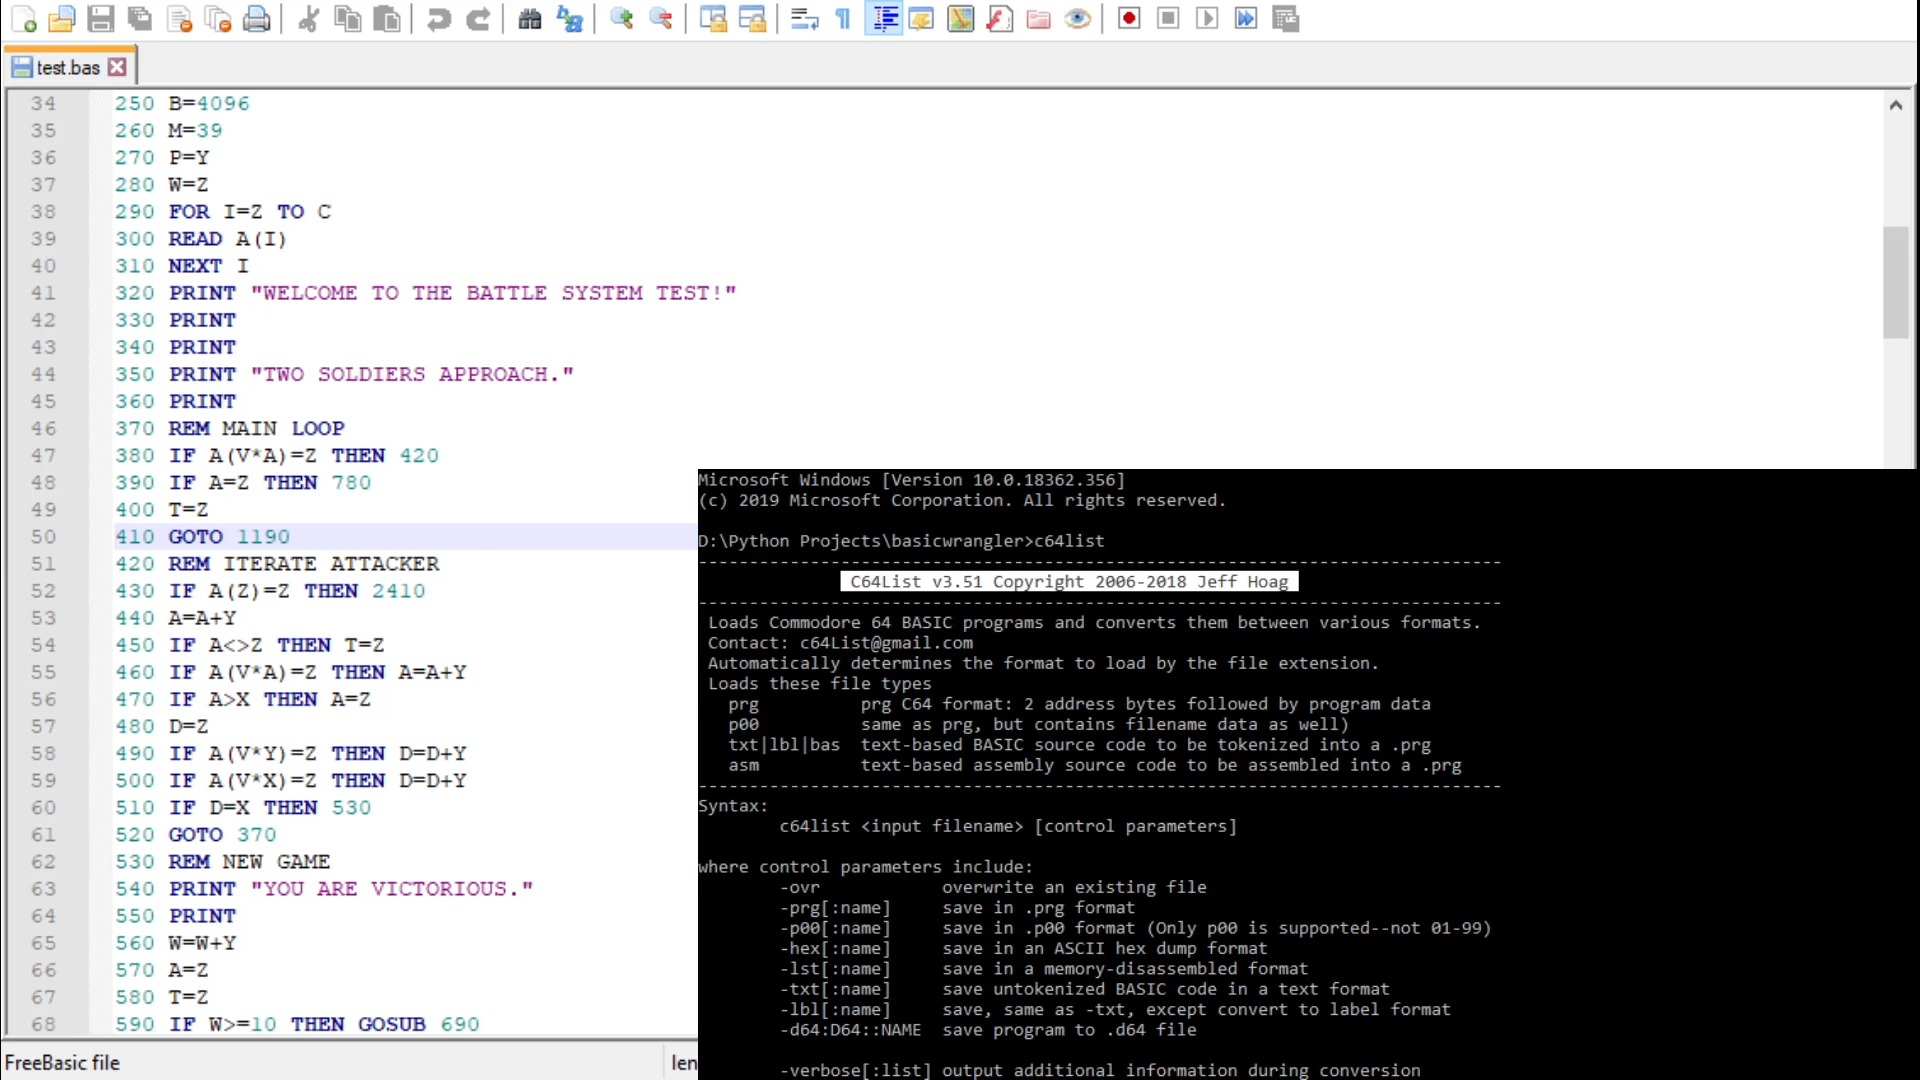 test.bas
34 250 B=4096
35 260 M=39
36 270 P=Y
37 280 W=Z
38 290 FOR I=Z TO C
39 300 READ A(I)
40 310 NEXT I
41 320 PRINT "WELCOME TO THE BATTLE SYSTEM TEST!"
42 330 PRINT
43 340 PRINT
44 350 PRINT "TWO SOLDIERS APPROACH."
45 360 PRINT
46 370 REM MAIN LOOP
47 380 IF A(V*A)=Z THEN 420
48 390 IF A=Z THEN 780
49 400 T=Z
50 410 GOTO 1190
51 420 REM ITERATE ATTACKER
52 430 IF A(Z)=Z THEN 2410
53 440 A=A+Y
54 450 IF A<>Z THEN T=Z
55 460 IF A(V*A)=Z THEN A=A+Y
56 470 IF A>X THEN A=Z
57 480 D=Z
58 490 IF A(V*Y)=Z THEN D=D+Y
59 500 IF A(V*X)=Z THEN D=D+Y
60 510 IF D=X THEN 530
61 520 GOTO 370
62 530 REM NEW GAME
63 540 PRINT "YOU ARE VICTORIOUS."
64 550 PRINT
65 560 W=W+Y
66 570 A=Z
67 580 T=Z
68 590 IF W>=10 THEN GOSUB 690
FreeBasic file
len
Microsoft Windows [Version 10.0.18362.356]
(c) 2019 Microsoft Corporation. All rights reserved.
D:\Python Projects\basicwrangler>c64list
-------------------------------------------------------------------------------
C64List v3.51 Copyright 2006-2018 Jeff Hoag
-------------------------------------------------------------------------------
Loads Commodore 64 BASIC programs and converts them between various formats.
Contact: c64List@gmail.com
Automatically determines the format to load by the file extension.
Loads these file types
prg prg C64 format: 2 address bytes followed by program data
p00 same as prg, but contains filename data as well)
txt|lbl|bas text-based BASIC source code to be tokenized into a .prg
asm text-based assembly source code to be assembled into a .prg
-------------------------------------------------------------------------------
Syntax:
c64list <input filename> [control parameters]
where control parameters include:
-ovr overwrite an existing file
-prg[:name] save in .prg format
-p00[:name] save in .p00 format (Only p00 is supported--not 01-99)
-hex[:name] save in an ASCII hex dump format
-lst[:name] save in a memory-disassembled format
-txt[:name] save untokenized BASIC code in a text format
-lbl[:name] save, same as -txt, except convert to label format
-d64:D64::NAME save program to .d64 file
-verbose[:list] output additional information during conversion